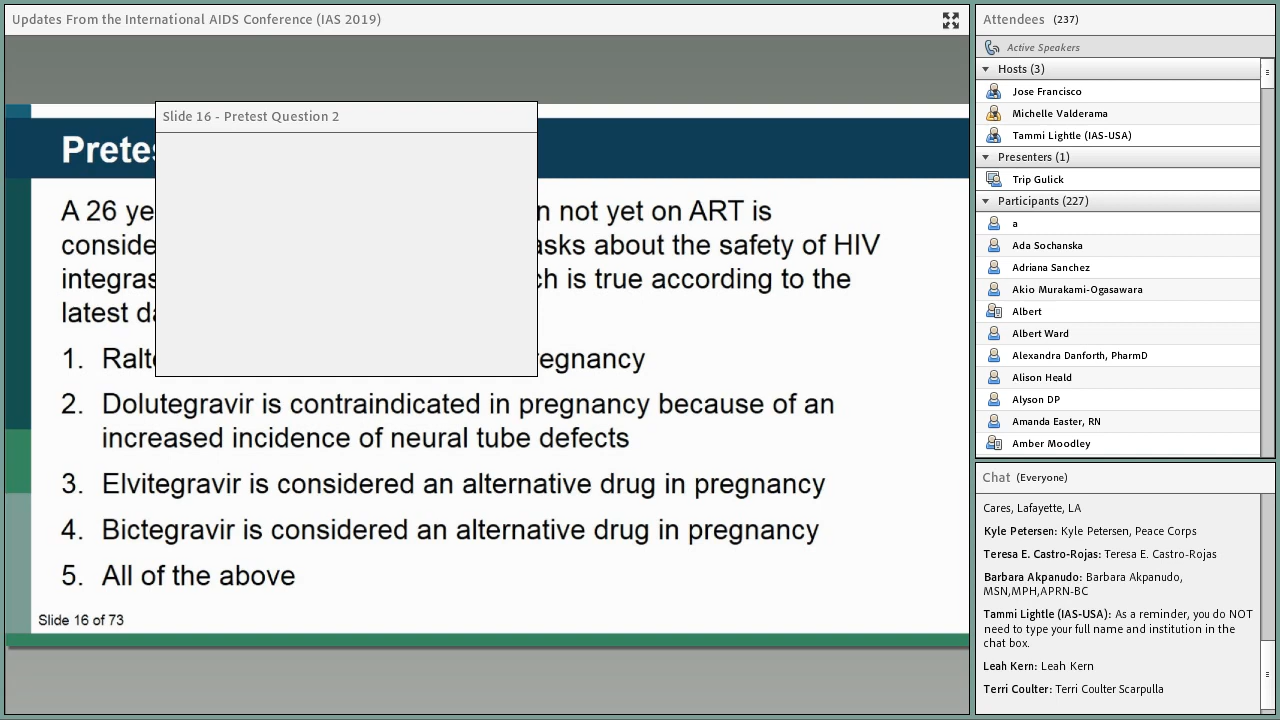 Updates From the International AIDS Conference (IAS 2019)
Slide 16 - Pretest Question 2
A 26 n not yet on ART is
asks about the safety of HIV
is true according to the
latest
1. egnancy
2. Dolutegravir is contraindicated in pregnancy because of an
increased incidence of neural tube defects
3. Elvitegravir is considered an alternative drug in pregnancy
4. Bictegravir is considered an alternative drug in pregnancy
5. All of the above
Slide 16 of 73
Attendees (237)
Active Speakers
Hosts (3)
Jose Francisco
Michelle Valderama
Tammi Lightle (IAS-USA)
Presenters (1)
Trip Gulick
Participants (227)
a
Ada Sochanska
Adriana Sanchez
Akio Murakami-Ogasawara
Albert
Albert Ward
Alexandra Danforth, PharmD
Alison Heald
Alyson DP
Amanda Easter, RN
Amber Moodley
Chat (Everyone)
Cares, Lafayette, LA
Kyle Petersen: Kyle Petersen, Peace Corps
Teresa E. Castro-Rojas: Teresa E. Castro-Rojas
Barbara Akpanudo: Barbara Akpanudo,
MSN,MPH,APRN-BC
Tammi Lightle (IAS-USA): As a reminder, you do NOT
need to type your full name and institution in the
chat box.
Leah Kern: Leah Kern
Terri Coulter: Terri Coulter Scarpulla